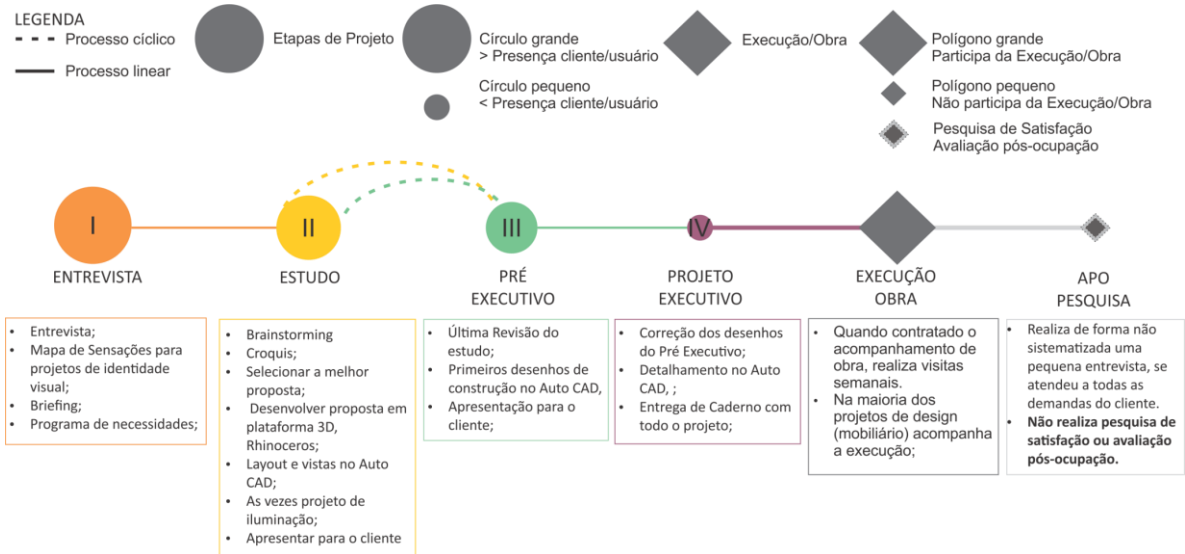 LEGENDA
Processo cíclico
Processo linear
Etapas de Projeto
Círculo grande
> Presença cliente/usuário
Círculo pequeno
< Presença cliente/usuário
Execução/Obra
Polígono grande
Participa da Execução/Obra
Polígono pequeno
Não participa da Execução/Obra
Pesquisa de Satisfação
Avaliação pós-ocupação
I
II
III
IV
ENTREVISTA
ESTUDO
PRÉ
EXECUTIVO
PROJETO
EXECUTIVO
EXECUÇÃO
OBRA
APO
PESQUISA
• Entrevista;
• Mapa de Sensações para
projetos de identidade
visual;
• Briefing;
• Programa de necessidades;
• Brainstorming
• Croquis;
• Selecionar a melhor
proposta;
• Desenvolver proposta em
plataforma 3D,
Rhinoceros;
• Layout e vistas no Auto
CAD;
• As vezes projeto de
iluminação;
• Apresentar para o cliente
• Última Revisão do
estudo;
• Primeiros desenhos de
construção no Auto CAD,
• Apresentação para o
cliente;
• Correção dos desenhos
do Pré Executivo;
• Detalhamento no Auto
CAD, ;
• Entrega de Caderno com
todo o projeto;
• Quando contratado o
acompanhamento de
obra, realiza visitas
semanais.
• Na maioria dos
projetos de design
(mobiliário) acompanha
a execução;
• Realiza de forma não
sistematizada uma
pequena entrevista, se
atendeu a todas as
demandas do cliente.
• Não realiza pesquisa de
satisfação ou avaliação
pós-ocupação.